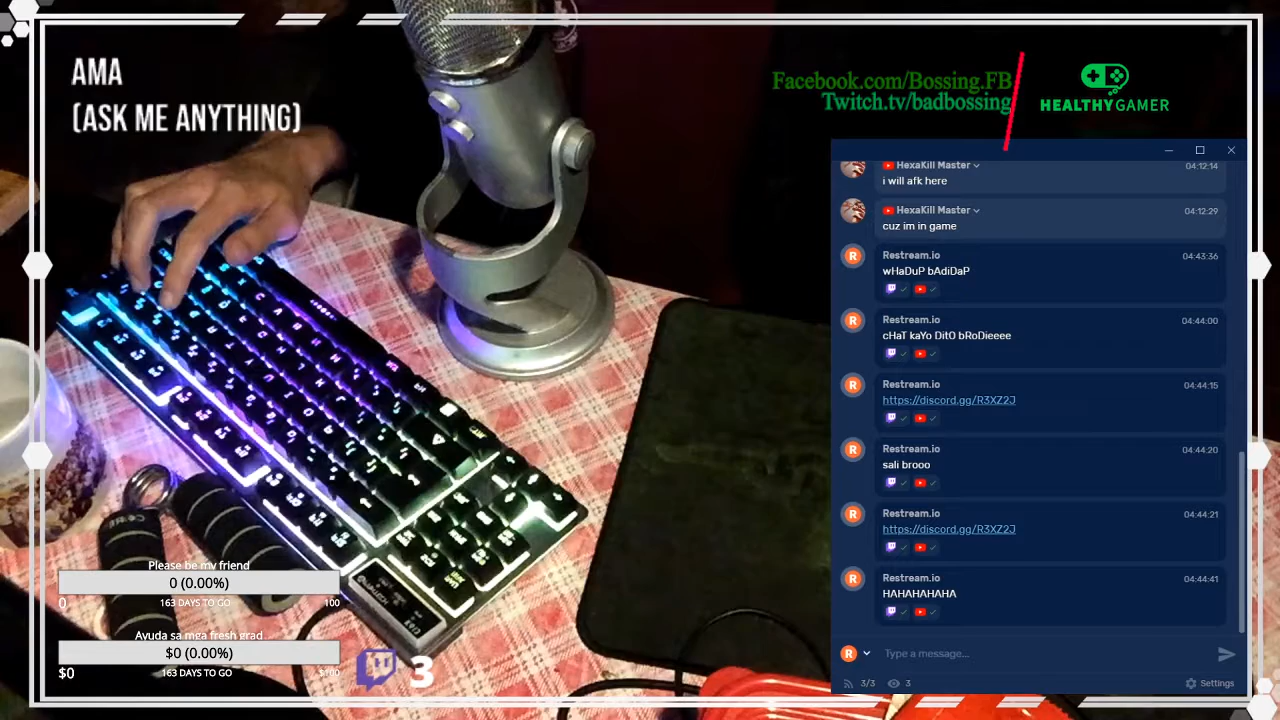 AMA
(ASK ME ANYTHING)
Facebook.com/Bossing.FB
Twitch.tv/badbossing
HEALTHYGAMER
HexaKill Master
04:12:14
i will afk here
HexaKill Master
04:12:29
cuz im in game
Restream.io
04:43:36
wHaDuP bAdiDaP
Restream.io
04:44:00
cHaT kaYo DitO bRoDieeee
Restream.io
04:44:15
https://discord.gg/R3XZ2J
Restream.io
04:44:20
sali brooo
Restream.io
04:44:21
https://discord.gg/R3XZ2J
Restream.io
04:44:41
HAHAHAHAHA
Type a message...
3/3
3
Settings
Please be my friend
0 (0.00%)
0
163 DAYS TO GO
100
Ayuda sa mga fresh grad
$0 (0.00%)
$0
163 DAYS TO GO
$100
3